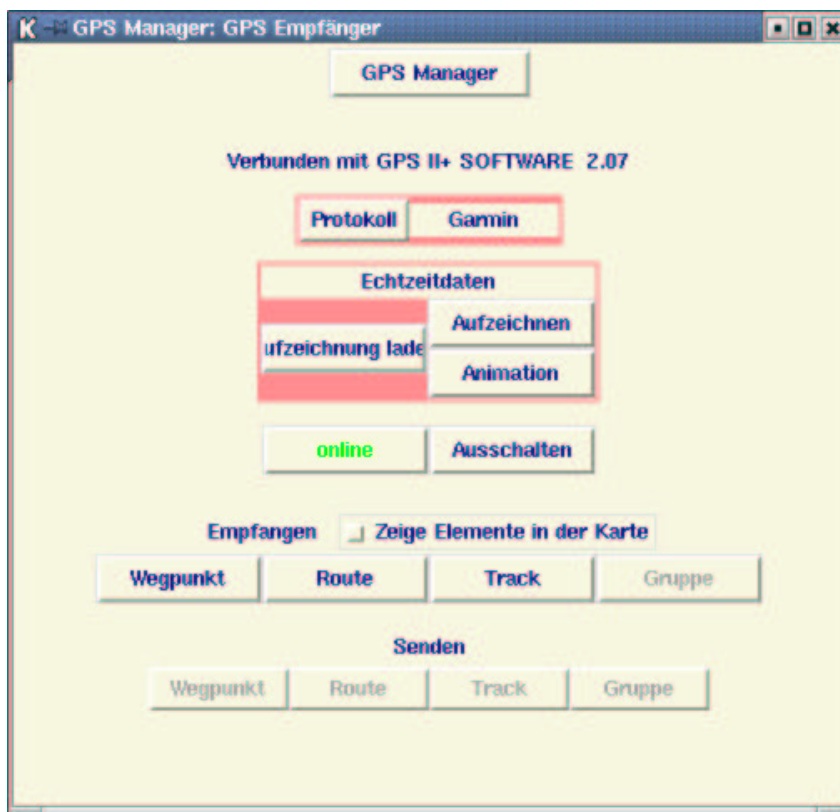 GPS Manager: GPS Empfänger
GPS Manager
Verbunden mit GPS II+ SOFTWARE 2.07
Protokoll Garmin
Echtzeitdaten
Aufzeichnen
ufzeichnung lade
Animation
online Ausschalten
Empfangen Zeige Elemente in der Karte
Wegpunkt Route Track Gruppe
Senden
Wegpunkt Route Track Gruppe